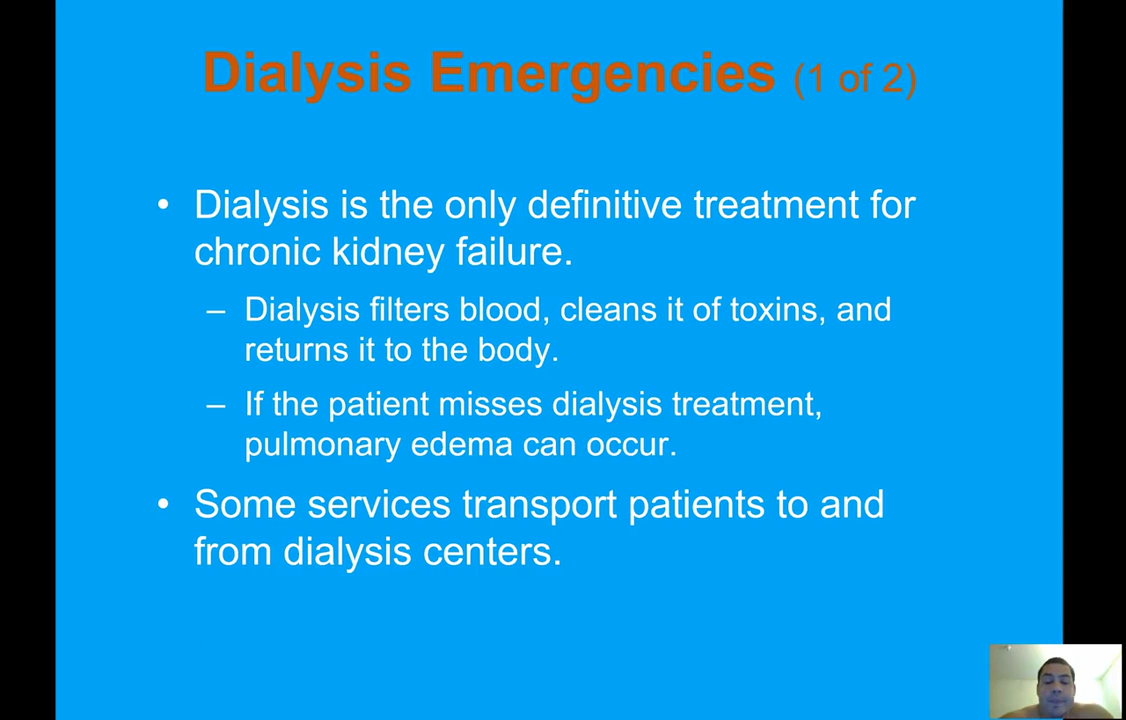 Dialysis Emergencies (1 of 2)
• Dialysis is the only definitive treatment for
chronic kidney failure.
– Dialysis filters blood, cleans it of toxins, and
returns it to the body.
– If the patient misses dialysis treatment,
pulmonary edema can occur.
• Some services transport patients to and
from dialysis centers.